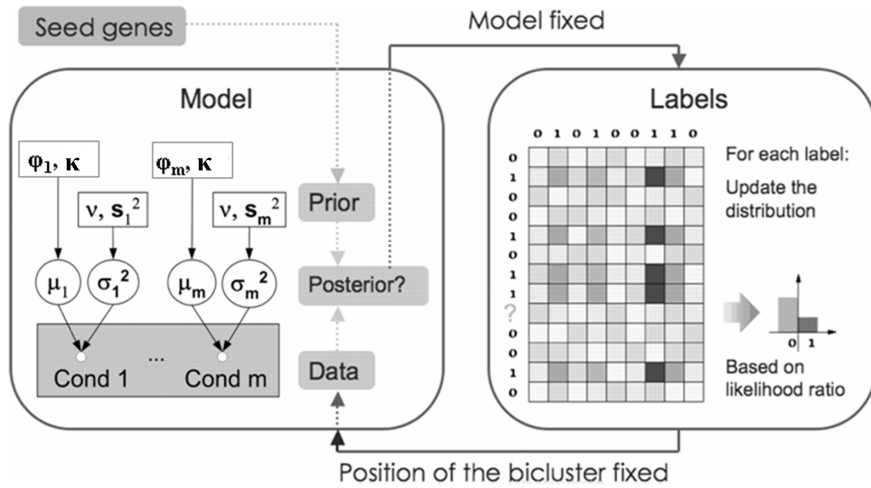 Seed genes
Model fixed
Model
φ1, κ
φm, κ
ν, s1²
ν, sm²
μ1
σ1²
μm
σm²
Cond 1
...
Cond m
Prior
Posterior?
Data
Labels
0 1 0 1 0 0 1 1 0
0
1
0
0
1
0
1
1
?
0
0
1
0
For each label:
Update the
distribution
0 1
Based on
likelihood ratio
Position of the bicluster fixed